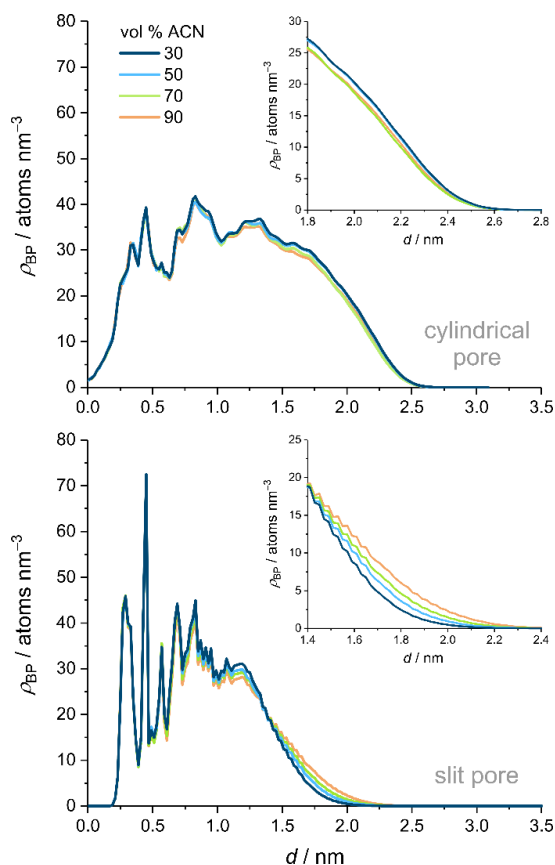 vol % ACN
30
50
70
90
80
70
60
50
40
30
20
10
0
ρBP / atoms nm⁻³
0.0 0.5 1.0 1.5 2.0 2.5 3.0 3.5
30
25
20
15
10
5
0
ρBP / atoms nm⁻³
1.8 2.0 2.2 2.4 2.6 2.8
d / nm
cylindrical
pore
80
70
60
50
40
30
20
10
0
ρBP / atoms nm⁻³
25
20
15
10
5
0
ρBP / atoms nm⁻³
1.4 1.6 1.8 2.0 2.2 2.4
d / nm
slit pore
0.0 0.5 1.0 1.5 2.0 2.5 3.0 3.5
d / nm